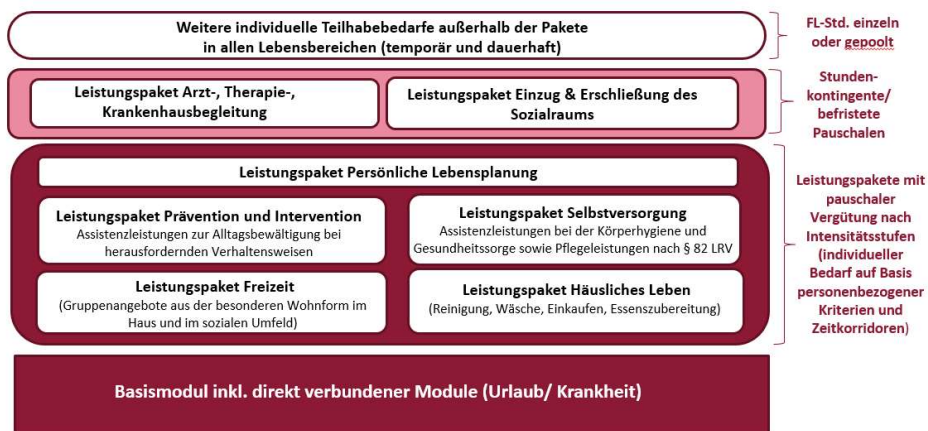 Weitere individuelle Teilhabebedarfe außerhalb der Pakete
in allen Lebensbereichen (temporär und dauerhaft)
FL-Std. einzeln
oder gepoolt
Leistungspaket Arzt-, Therapie-,
Krankenhausbegleitung
Leistungspaket Einzug & Erschließung des
Sozialraums
Stunden-
kontingente/
befristete
Pauschalen
Leistungspaket Persönliche Lebensplanung
Leistungspaket Prävention und Intervention
Assistenzleistungen zur Alltagsbewältigung bei
herausfordernden Verhaltensweisen
Leistungspaket Selbstversorgung
Assistenzleistungen bei der Körperhygiene und
Gesundheitssorge sowie Pflegeleistungen nach § 82 LRV
Leistungspaket Freizeit
(Gruppenangebote aus der besonderen Wohnform im
Haus und im sozialen Umfeld)
Leistungspaket Häusliches Leben
(Reinigung, Wäsche, Einkaufen, Essenszubereitung)
Leistungspakete mit
pauschaler
Vergütung nach
Intensitätsstufen
(individueller
Bedarf auf Basis
personenbezogener
Kriterien und
Zeitkorridoren)
Basismodul inkl. direkt verbundener Module (Urlaub/ Krankheit)